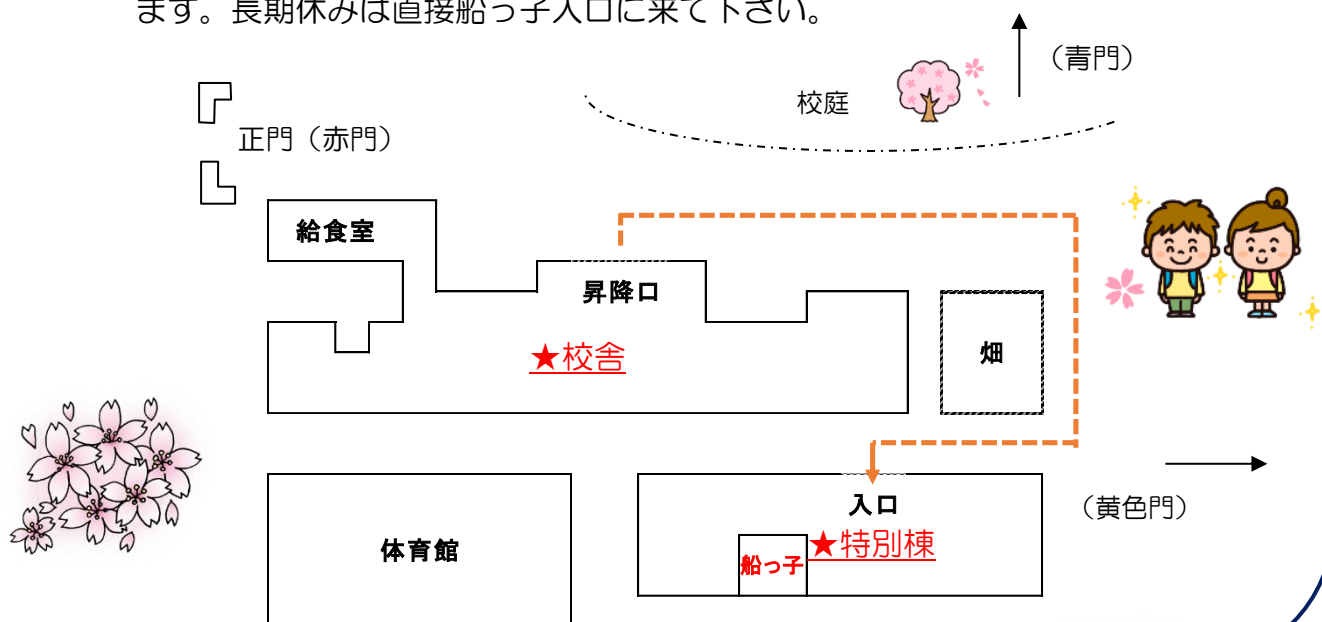 ます。長期休みは直接船っ子入口に来て下さい。
(青門)
校庭
正門(赤門)
給食室
昇降口
★校舎
畑
入口
(黄色門)
★特別棟
体育館
船っ子